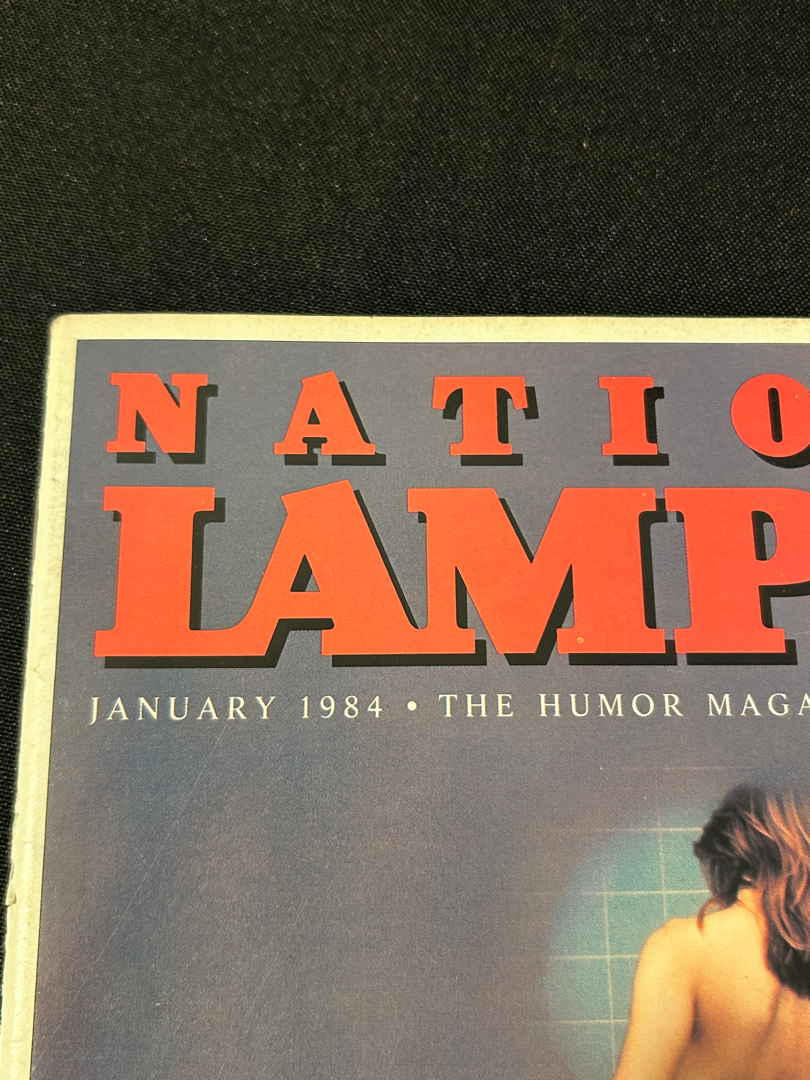 NATIO
LAMP
JANUARY 1984 • THE HUMOR MAGA